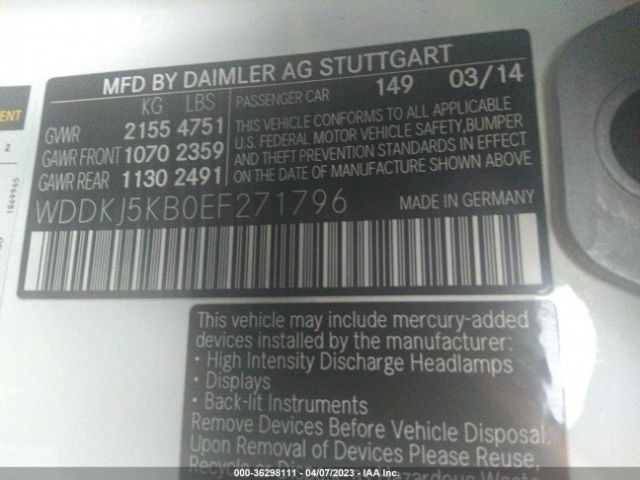 MFD BY DAIMLER AG STUTTGART
KG LBS
GVWR 2155 4751
GAWR FRONT 1070 2359
GAWR REAR 1130 2491
PASSENGER CAR 149 03/14
THIS VEHICLE CONFORMS TO ALL APPLICABLE
U.S. FEDERAL MOTOR VEHICLE SAFETY,BUMPER
AND THEFT PREVENTION STANDARDS IN EFFECT
ON THE DATE OF MANUFACTURE SHOWN ABOVE
WDDKJ5KB0EF271796 MADE IN GERMANY
1869965
This vehicle may include mercury-added
devices installed by the manufacturer:
• High Intensity Discharge Headlamps
• Displays
• Back-lit Instruments
Remove Devices Before Vehicle Disposal.
Upon Removal of Devices Please Reuse,
Recycle or
000-36298111 - 04/07/2023 - IAA Inc.